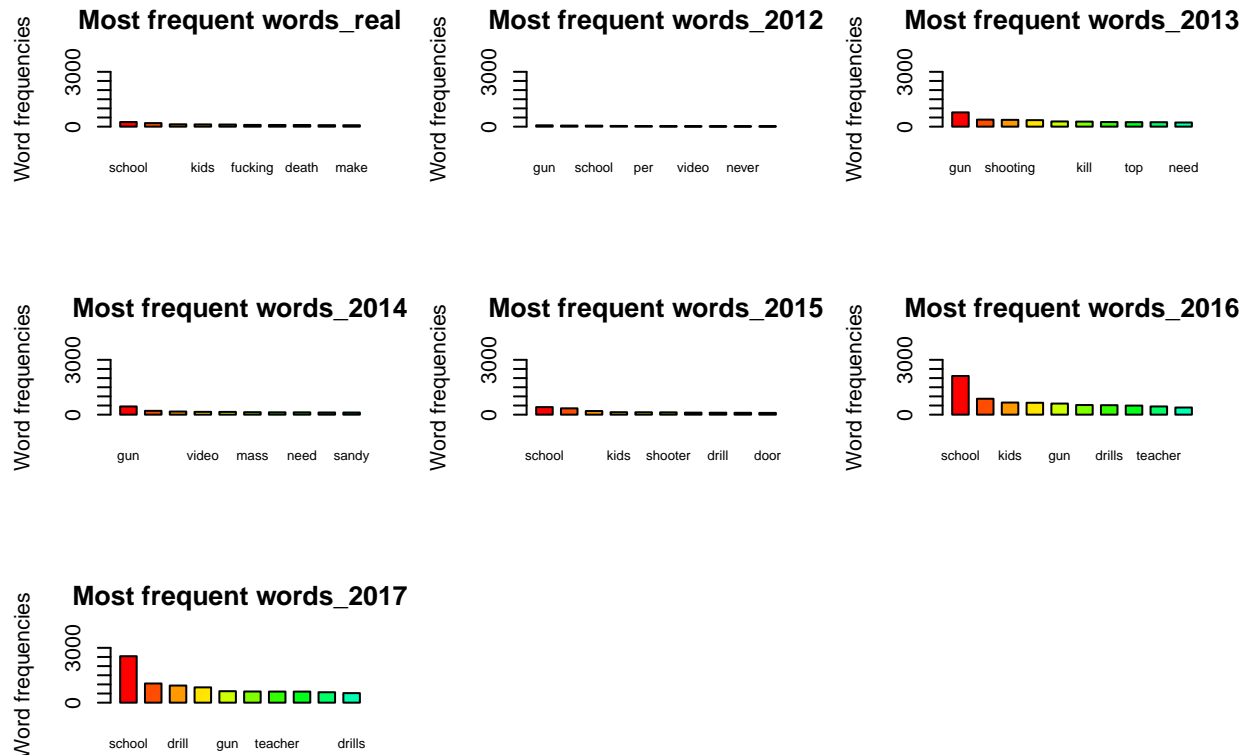 Most frequent words_real
Word frequencies
3000
0
school kids fucking death make
Most frequent words_2012
Word frequencies
3000
0
gun school per video never
Most frequent words_2013
Word frequencies
3000
0
gun shooting kill top need
Most frequent words_2014
Word frequencies
3000
0
gun video mass need sandy
Most frequent words_2015
Word frequencies
3000
0
school kids shooter drill door
Most frequent words_2016
Word frequencies
3000
0
school kids gun drills teacher
Most frequent words_2017
Word frequencies
3000
0
school drill gun teacher drills